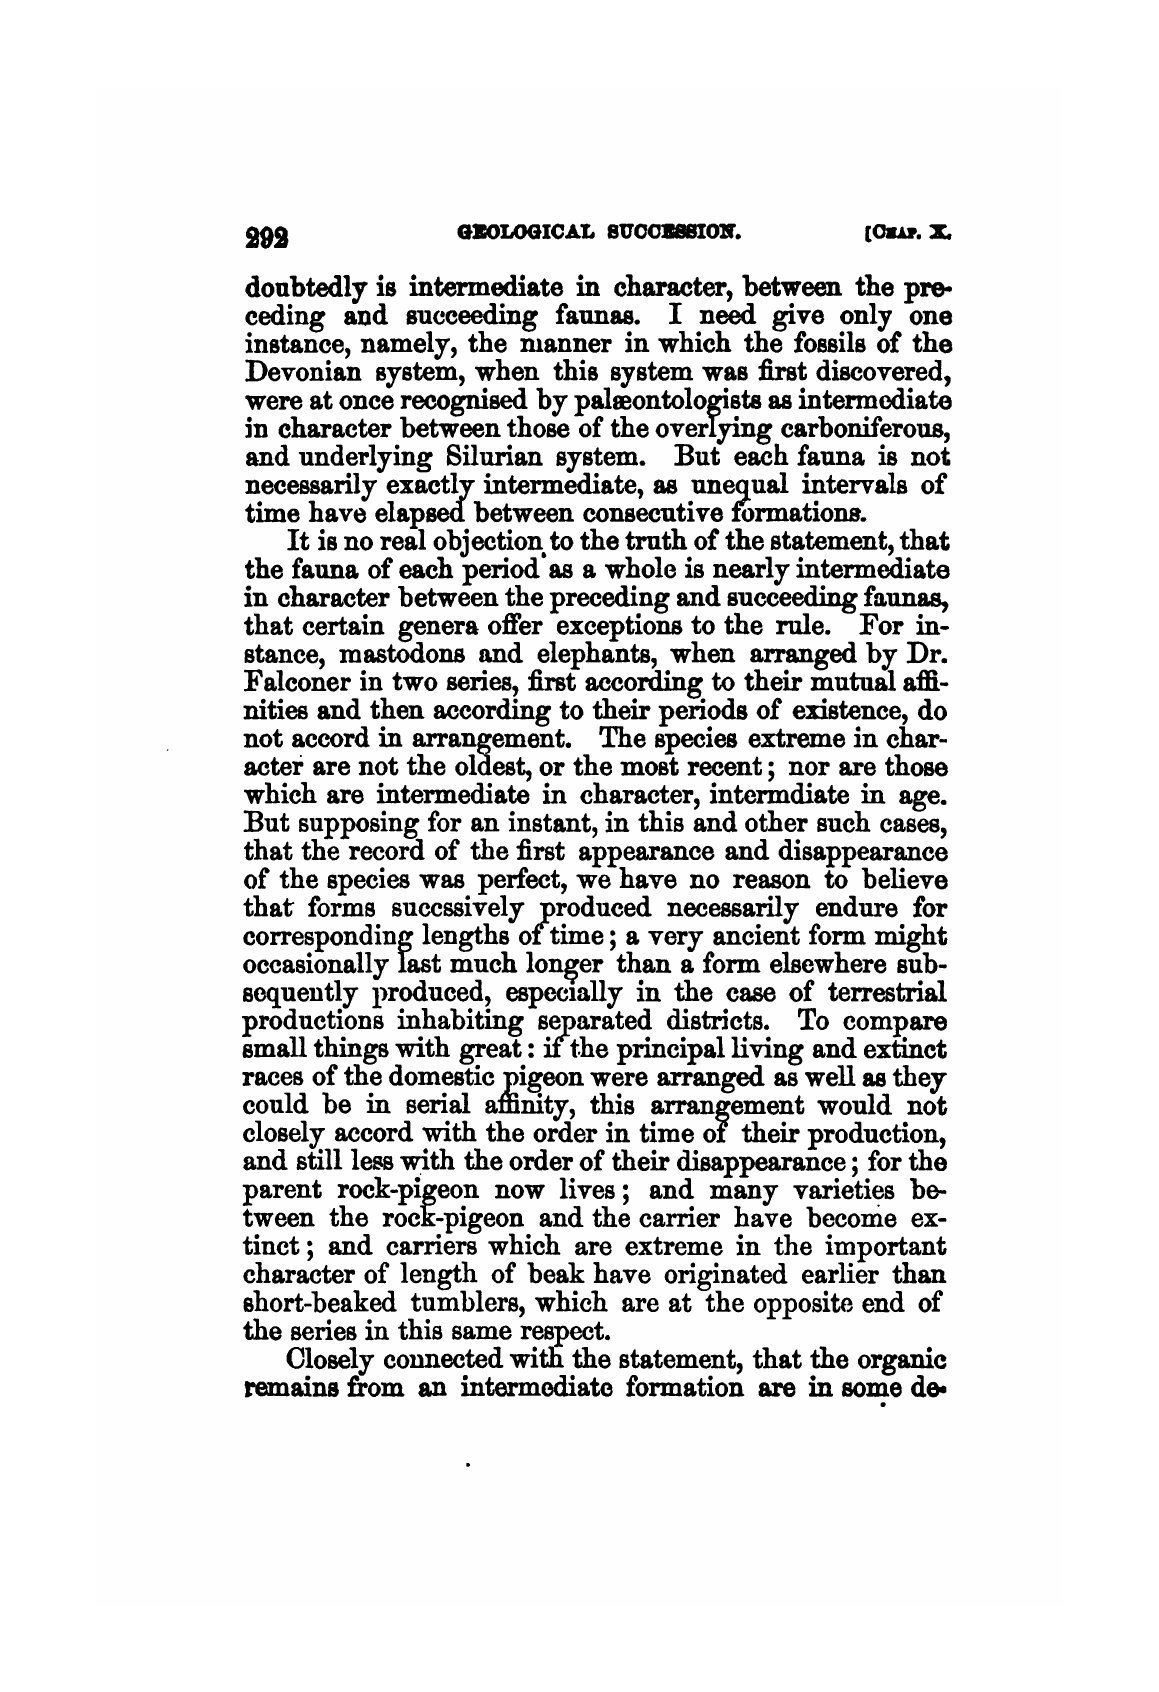 292 GEOLOGICAL SUCCESSION. [CHAP. X.
doubtedly is intermediate in character, between the pre-
ceding and succeeding faunas. I need give only one
instance, namely, the manner in which the fossils of the
Devonian system, when this system was first discovered,
were at once recognised by palæontologists as intermediate
in character between those of the overlying carboniferous,
and underlying Silurian system. But each fauna is not
necessarily exactly intermediate, as unequal intervals of
time have elapsed between consecutive formations.
It is no real objection to the truth of the statement, that
the fauna of each period as a whole is nearly intermediate
in character between the preceding and succeeding faunas,
that certain genera offer exceptions to the rule. For in-
stance, mastodons and elephants, when arranged by Dr.
Falconer in two series, first according to their mutual affi-
nities and then according to their periods of existence, do
not accord in arrangement. The species extreme in char-
acter are not the oldest, or the most recent; nor are those
which are intermediate in character, intermdiate in age.
But supposing for an instant, in this and other such cases,
that the record of the first appearance and disappearance
of the species was perfect, we have no reason to believe
that forms succssively produced necessarily endure for
corresponding lengths of time; a very ancient form might
occasionally last much longer than a form elsewhere sub-
sequently produced, especially in the case of terrestrial
productions inhabiting separated districts. To compare
small things with great: if the principal living and extinct
races of the domestic pigeon were arranged as well as they
could be in serial affinity, this arrangement would not
closely accord with the order in time of their production,
and still less with the order of their disappearance; for the
parent rock-pigeon now lives; and many varieties be-
tween the rock-pigeon and the carrier have become ex-
tinct; and carriers which are extreme in the important
character of length of beak have originated earlier than
short-beaked tumblers, which are at the opposite end of
the series in this same respect.
Closely connected with the statement, that the organic
remains from an intermediate formation are in some de-